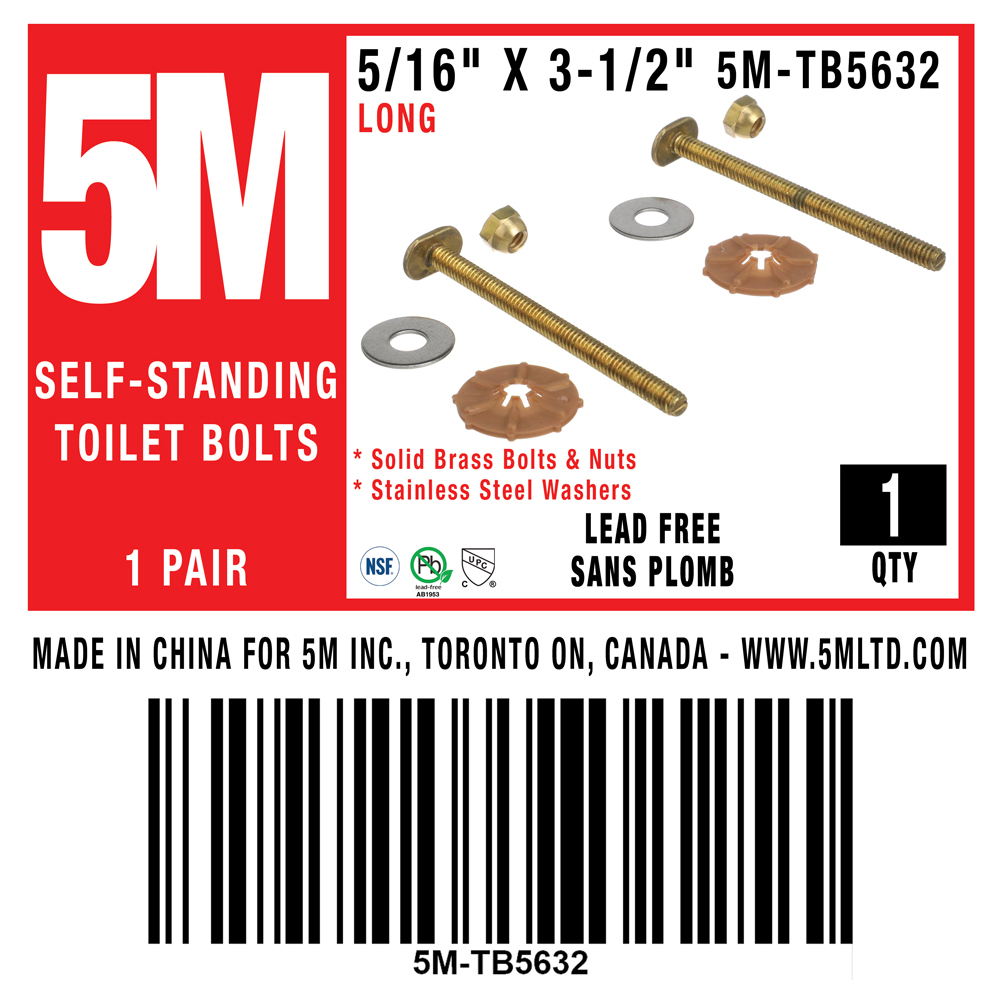 5M
SELF-STANDING
TOILET BOLTS
1 PAIR
5/16" X 3-1/2" 5M-TB5632
LONG
* Solid Brass Bolts & Nuts
* Stainless Steel Washers
LEAD FREE
SANS PLOMB
1
QTY
NSF.
Pb
lead-free
AB1953
UPC
C ®
MADE IN CHINA FOR 5M INC., TORONTO ON, CANADA - WWW.5MLTD.COM
5M-TB5632